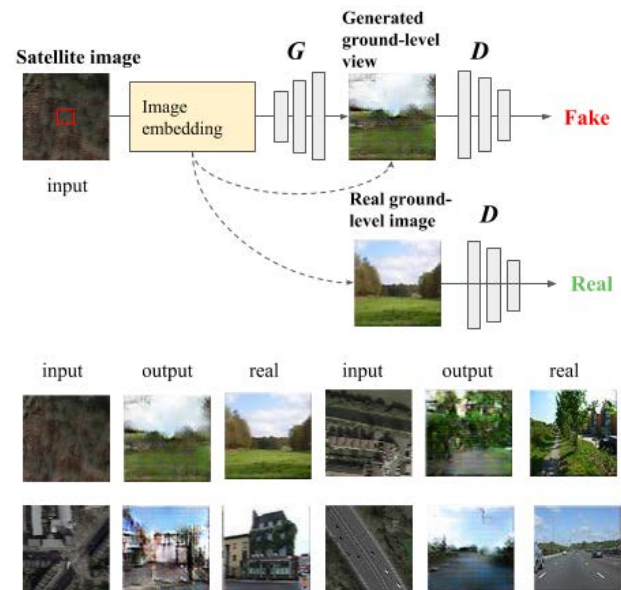 Generated
ground-level
view
G
D
Satellite image
Image
embedding
Fake
input
Real ground-
level image
D
Real
input output real input output real